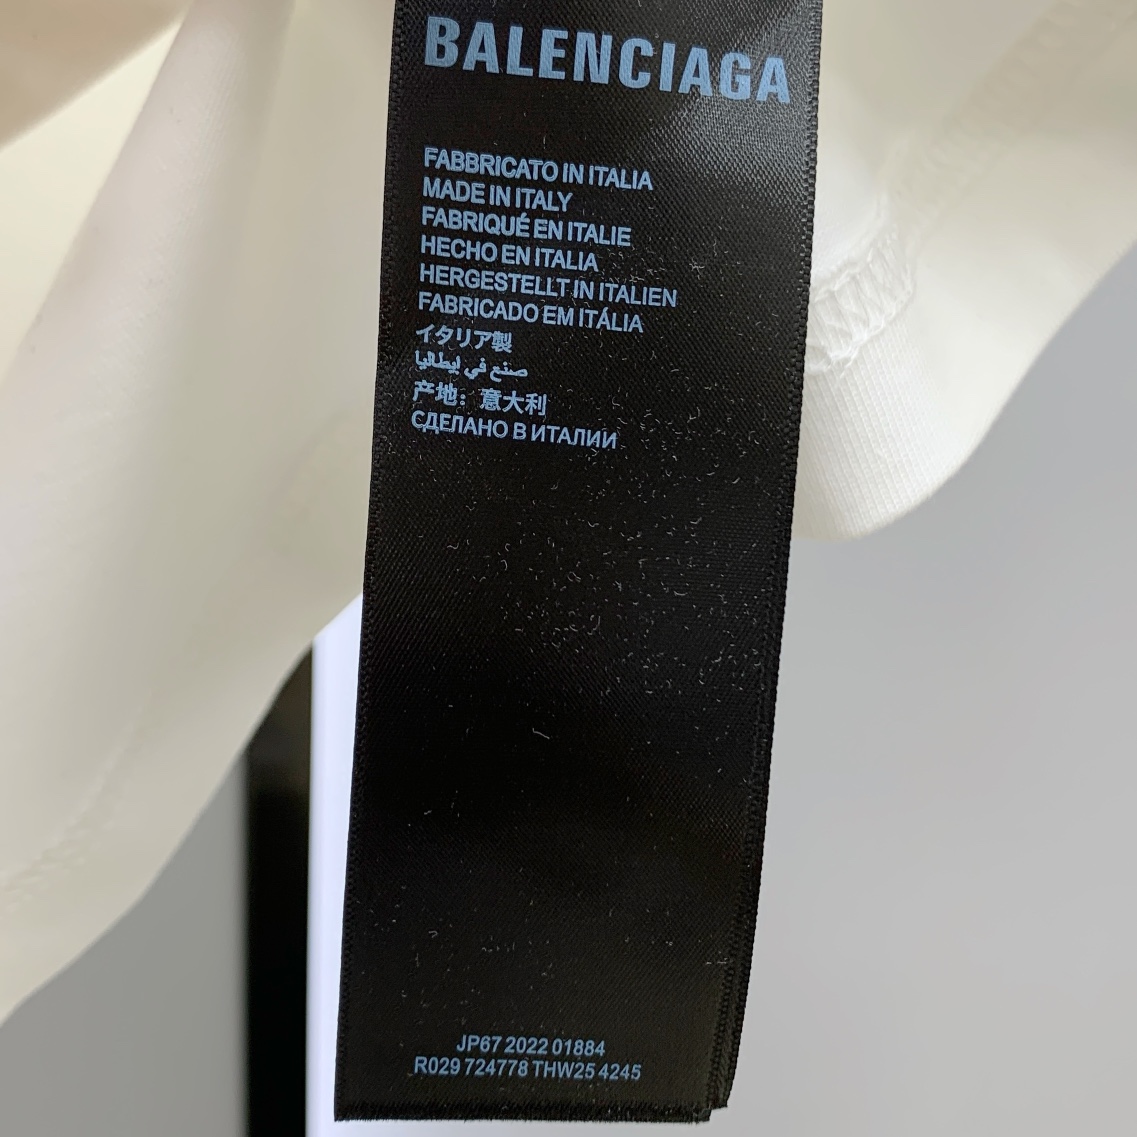 BALENCIAGA
FABBRICATO IN ITALIA
MADE IN ITALY
FABRIQUÉ EN ITALIE
HECHO EN ITALIA
HERGESTELLT IN ITALIEN
FABRICADO EM ITÁLIA
イタリア製
صنع في إيطاليا
产地：意大利
СДЕЛАНО В ИТАЛИИ
JP67 2022 01884
R029 724778 THW25 4245